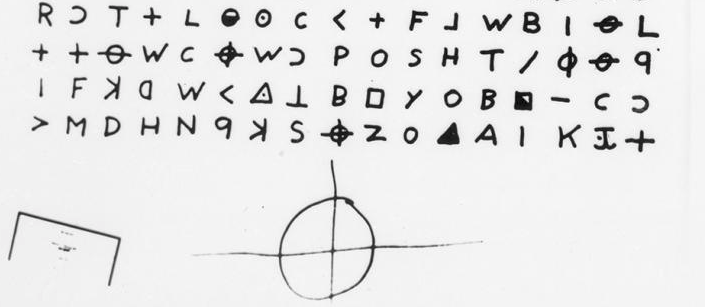 R Ɔ T + L ◓ ⊙ C < + F ⅃ W B I ⊖ L
+ + ⊖ W C ⌖ W Ɔ P O S H T / Φ ⊖ 9
I F ꓘ ᗡ W < △ ⊥ B □ Y O B ◪ - C Ɔ
> M D H N 9 ꓘ S ⌖ Z O ◢ A I K +